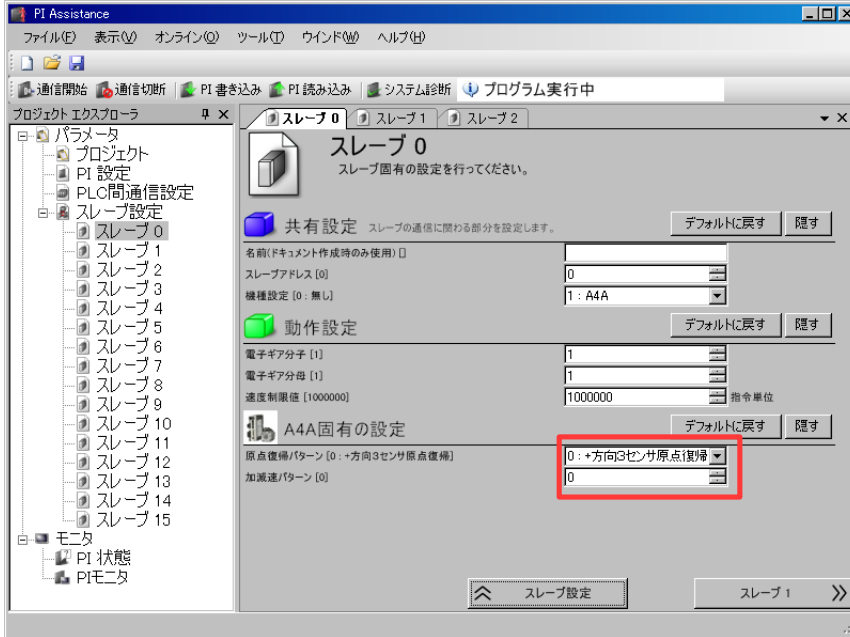 PI Assistance
ファイル(F) 表示(V) オンライン(O) ツール(T) ウインド(W) ヘルプ(H)
通信開始 通信切断 PI 書き込み PI 読み込み システム診断 プログラム実行中
プロジェクト エクスプローラ
パラメータ
プロジェクト
PI 設定
PLC間通信設定
スレーブ設定
スレーブ 0
スレーブ 1
スレーブ 2
スレーブ 3
スレーブ 4
スレーブ 5
スレーブ 6
スレーブ 7
スレーブ 8
スレーブ 9
スレーブ 10
スレーブ 11
スレーブ 12
スレーブ 13
スレーブ 14
スレーブ 15
モニタ
PI 状態
PIモニタ
スレーブ 0 スレーブ 1 スレーブ 2
スレーブ 0
スレーブ固有の設定を行ってください。
共有設定 スレーブの通信に関わる部分を設定します。 デフォルトに戻す 隠す
名前(ドキュメント作成時のみ使用) []
スレーブアドレス [0] 0
機種設定 [0 : 無し] 1 : A4A
動作設定 デフォルトに戻す 隠す
電子ギア分子 [1] 1
電子ギア分母 [1] 1
速度制限値 [1000000] 1000000 指令単位
A4A固有の設定 デフォルトに戻す 隠す
原点復帰パターン [0 : +方向3センサ原点復帰] 0 : +方向3センサ原点復帰
加減速パターン [0] 0
スレーブ設定 スレーブ 1